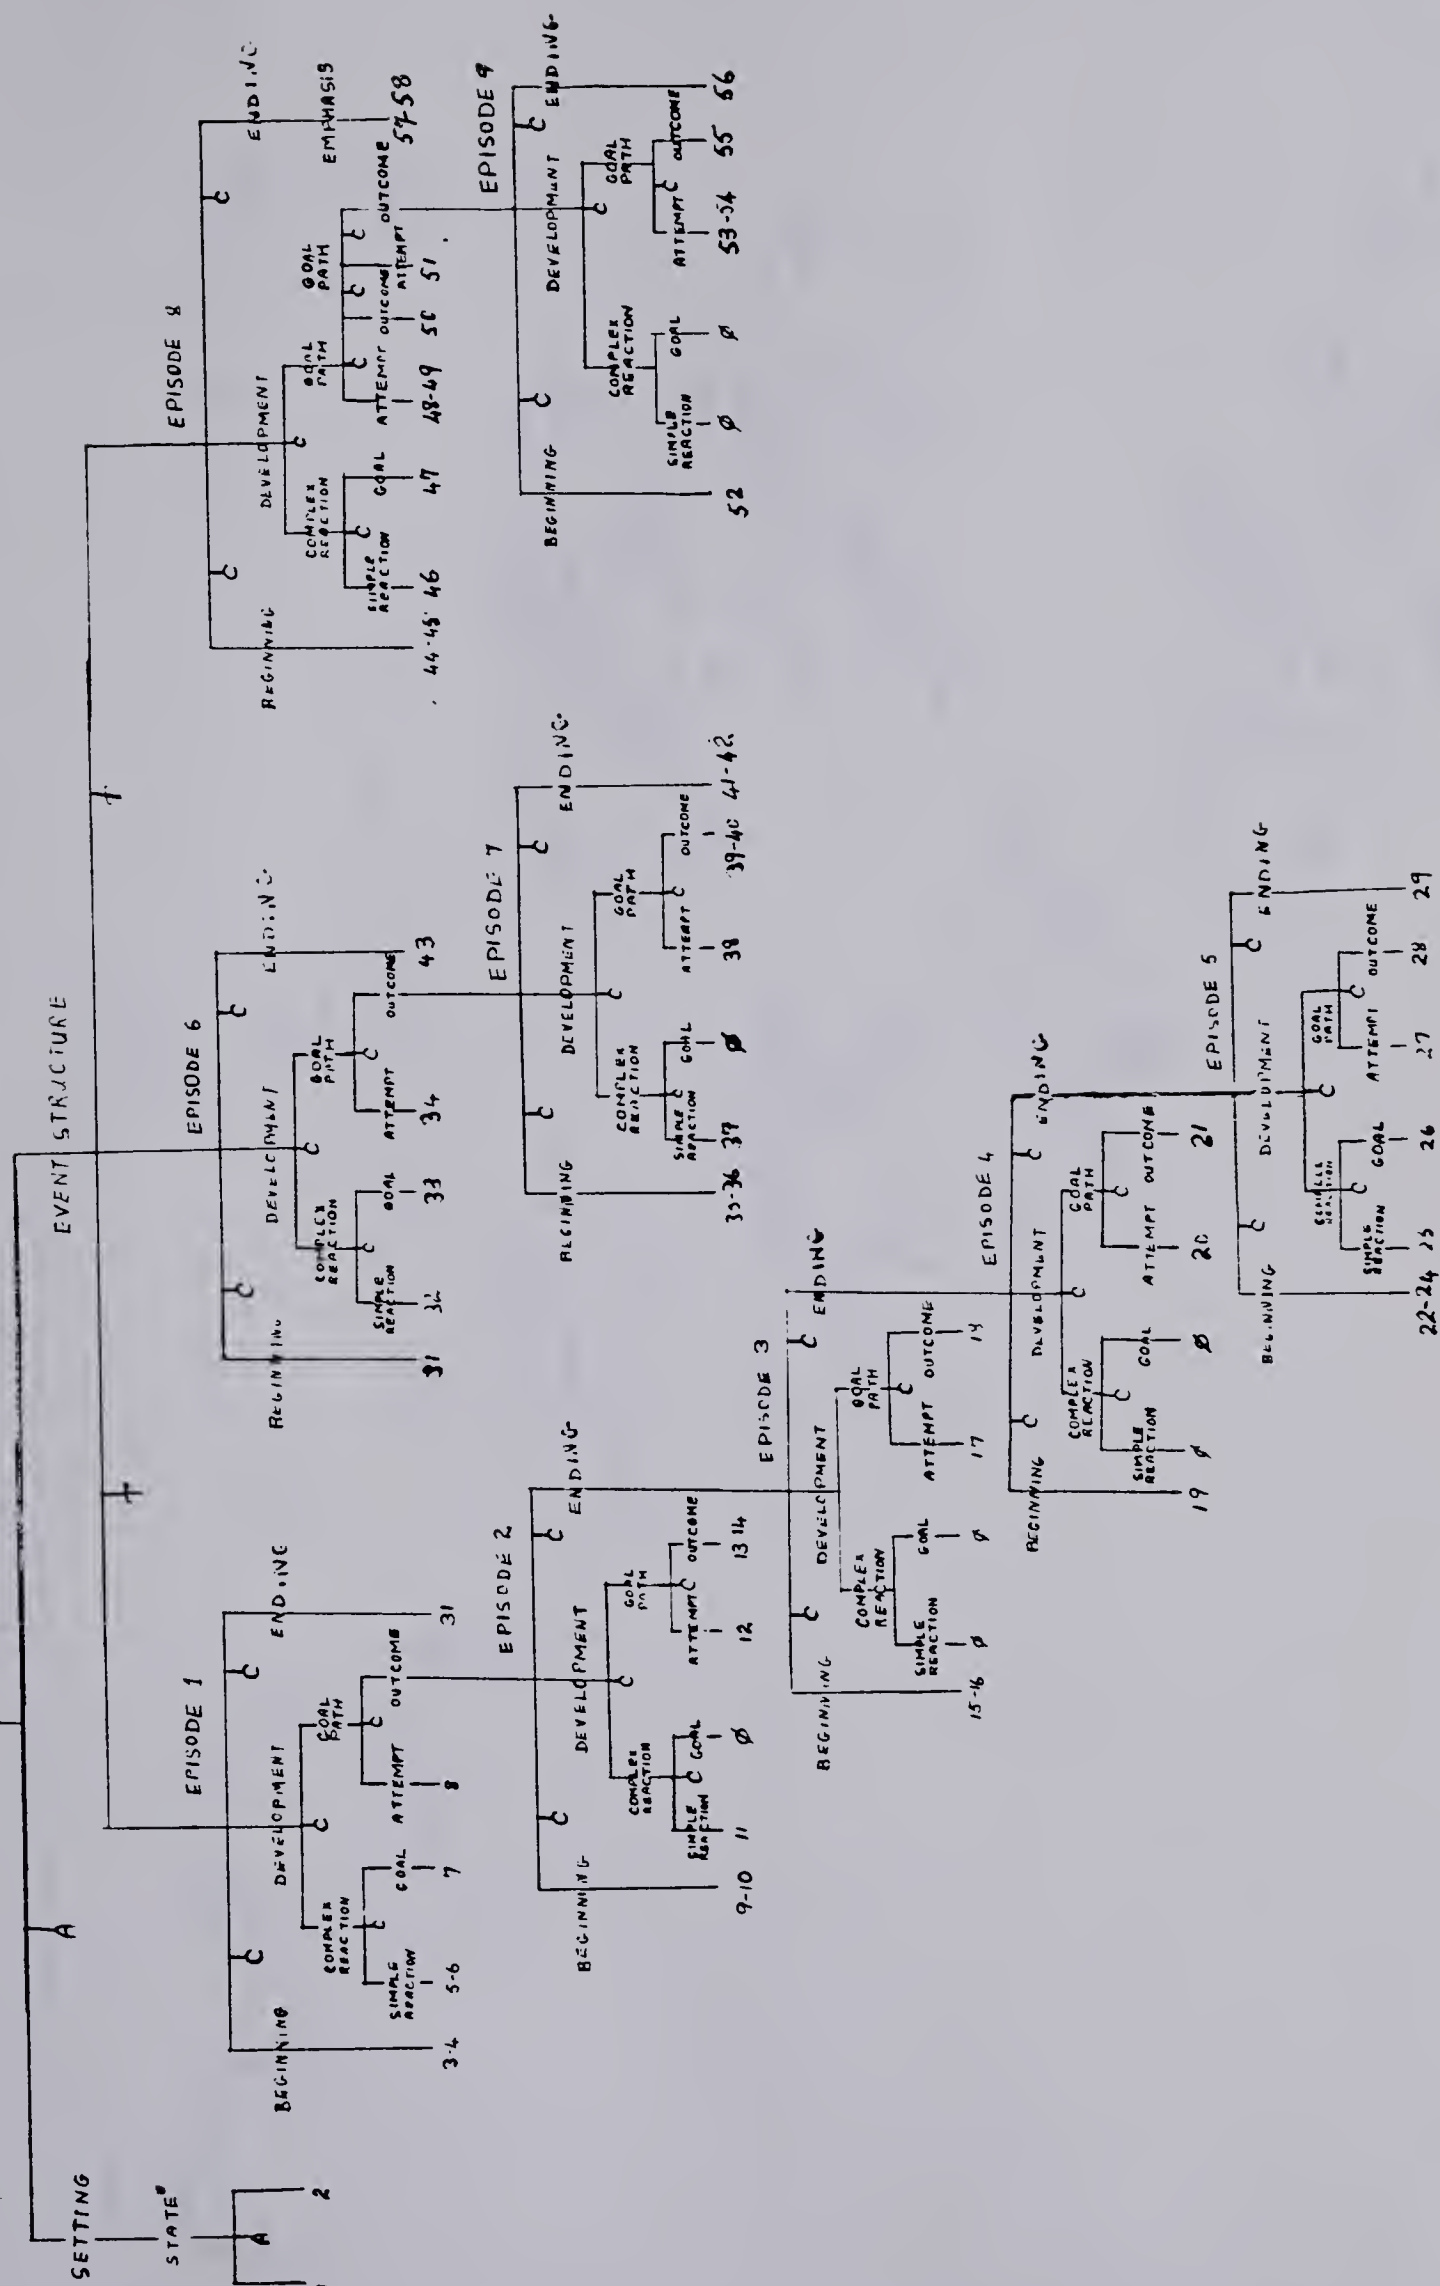 EVENT STRUCTURE
A
+
+
SETTING
STATE
A
2
EPISODE 1
C
C
BEGINNING
DEVELOPMENT
ENDING
C
COMPLEX
REACTION
GOAL
PATH
C
C
SIMPLE
REACTION
GOAL
ATTEMPT
OUTCOME
3-4
5-6
7
8
31
EPISODE 2
C
C
BEGINNING
DEVELOPMENT
ENDING
C
COMPLEX
REACTION
GOAL
PATH
C
C
SIMPLE
REACTION
GOAL
ATTEMPT
OUTCOME
9-10
11
ø
12
13 14
EPISODE 3
C
C
BEGINNING
DEVELOPMENT
ENDING
COMPLEX
REACTION
GOAL
PATH
C
SIMPLE
REACTION
GOAL
ATTEMPT
OUTCOME
15-16
ø
ø
17
18
EPISODE 4
C
C
BEGINNING
DEVELOPMENT
ENDING
C
COMPLEX
REACTION
GOAL
PATH
C
C
SIMPLE
REACTION
GOAL
ATTEMPT
OUTCOME
19
ø
ø
20
21
EPISODE 5
C
C
BEGINNING
DEVELOPMENT
ENDING
C
REACTION
GOAL
PATH
C
C
SIMPLE
REACTION
GOAL
ATTEMPT
OUTCOME
22-24
25
26
27
28
29
EPISODE 6
C
C
BEGINNING
DEVELOPMENT
ENDING
C
COMPLEX
REACTION
GOAL
PATH
C
C
SIMPLE
REACTION
GOAL
ATTEMPT
OUTCOME
31
32
33
34
43
EPISODE 7
C
C
BEGINNING
DEVELOPMENT
ENDING
C
COMPLEX
REACTION
GOAL
PATH
C
C
SIMPLE
REACTION
GOAL
ATTEMPT
OUTCOME
35-36
37
ø
38
39-40
41-42
EPISODE 8
C
C
BEGINNING
DEVELOPMENT
ENDING
C
COMPLEX
REACTION
GOAL
PATH
GOAL
PATH
EMPHASIS
C
C
C
C
SIMPLE
REACTION
GOAL
ATTEMPT
OUTCOME
ATTEMPT
OUTCOME
44-45
46
47
48-49
50
51
57-58
EPISODE 9
C
C
BEGINNING
DEVELOPMENT
ENDING
C
COMPLEX
REACTION
GOAL
PATH
C
SIMPLE
REACTION
GOAL
ATTEMPT
OUTCOME
52
ø
ø
53-54
55
56